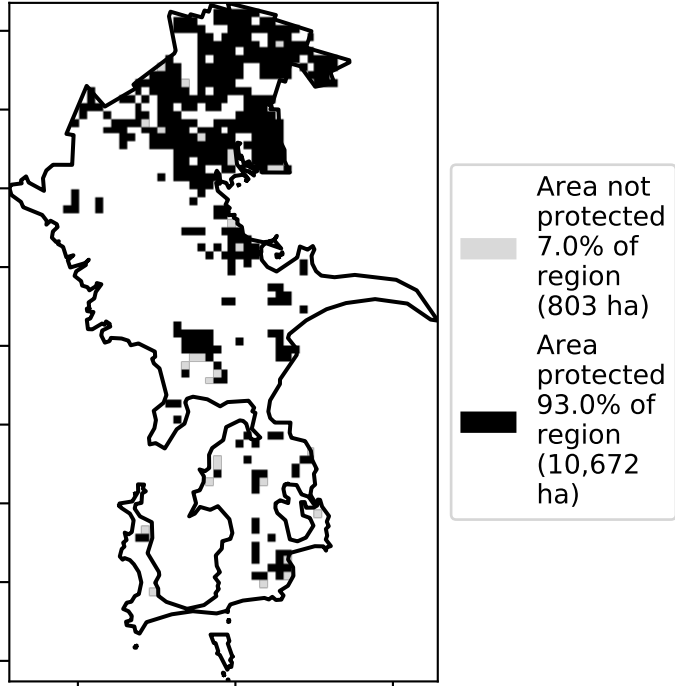 Area not
protected
7.0% of
region
(803 ha)
Area
protected
93.0% of
region
(10,672
ha)